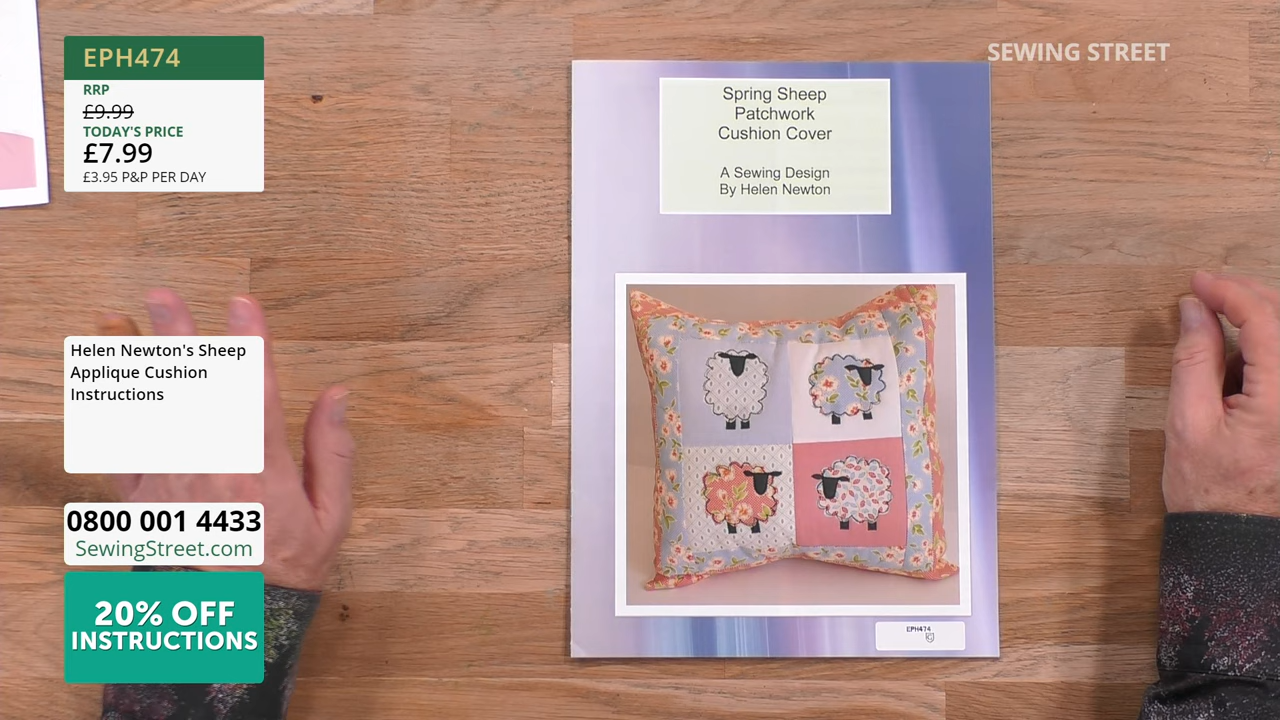 EPH474
RRP
£9.99
TODAY'S PRICE
£7.99
£3.95 P&P PER DAY
SEWING STREET
Spring Sheep
Patchwork
Cushion Cover
A Sewing Design
By Helen Newton
Helen Newton's Sheep
Applique Cushion
Instructions
0800 001 4433
SewingStreet.com
20% OFF
INSTRUCTIONS
EPH474